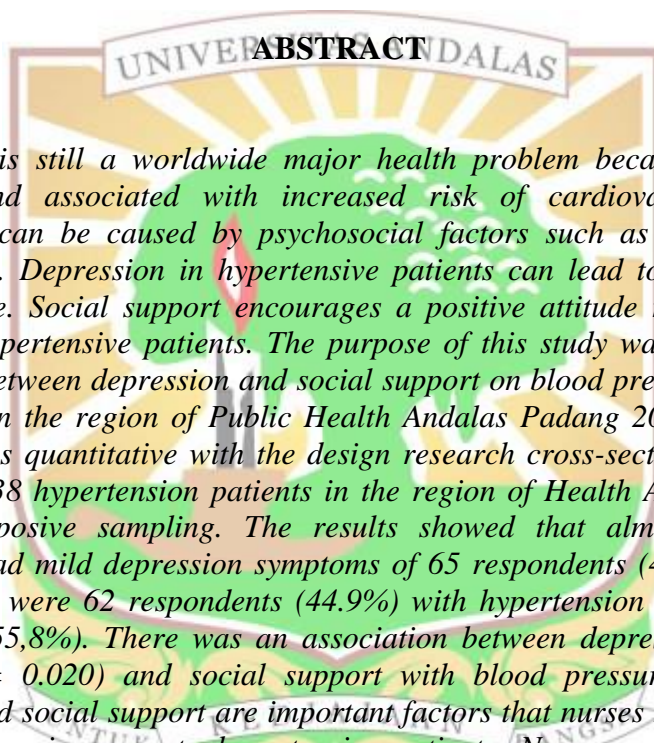 UNIVERSITAS ANDALAS
ABSTRACT
is still a worldwide major health problem beca
nd associated with increased risk of cardiova
can be caused by psychosocial factors such as
. Depression in hypertensive patients can lead to
e. Social support encourages a positive attitude
pertensive patients. The purpose of this study wa
etween depression and social support on blood pre
n the region of Public Health Andalas Padang 20
s quantitative with the design research cross-sect
38 hypertension patients in the region of Health A
posive sampling. The results showed that alm
ad mild depression symptoms of 65 respondents (4
were 62 respondents (44.9%) with hypertension
55,8%). There was an association between depre
= 0.020) and social support with blood pressur
d social support are important factors that nurses